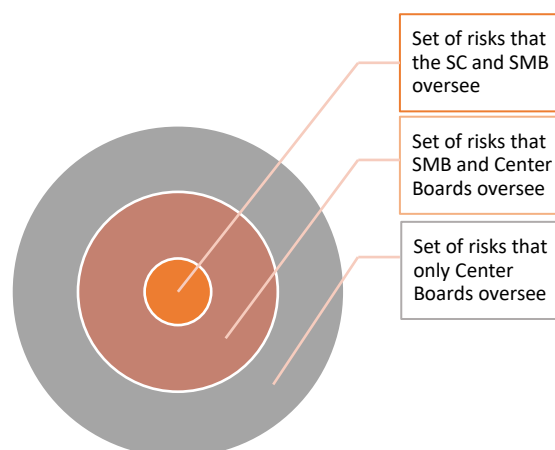 Set of risks that
the SC and SMB
oversee
Set of risks that
SMB and Center
Boards oversee
Set of risks that
only Center
Boards oversee